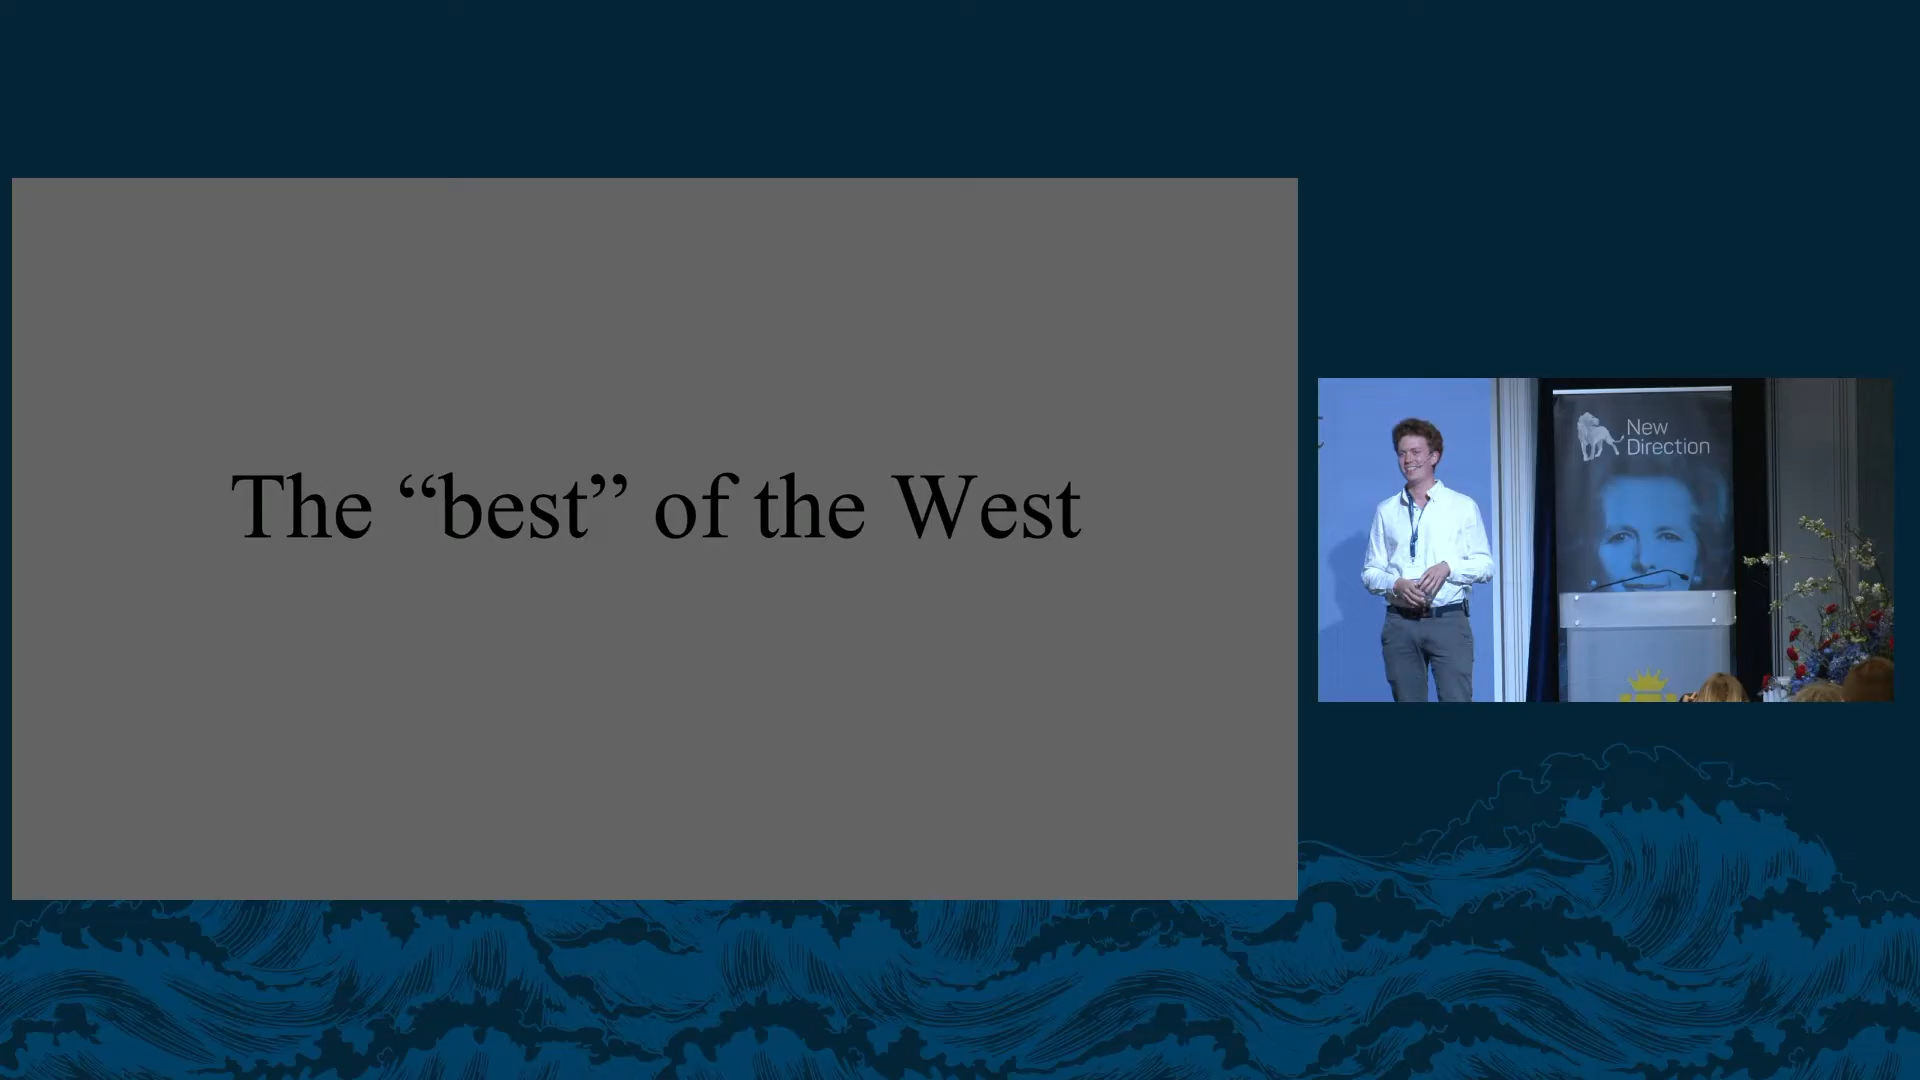 The “best” of the West
New
Direction